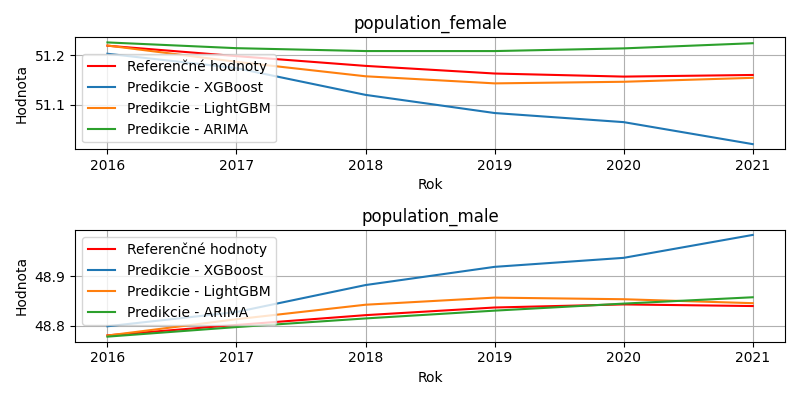 population_female
51.2
51.1
Hodnota
Referenčné hodnoty
Predikcie - XGBoost
Predikcie - LightGBM
Predikcie - ARIMA
2016 2017 2018 2019 2020 2021
Rok
population_male
48.9
48.8
Hodnota
Referenčné hodnoty
Predikcie - XGBoost
Predikcie - LightGBM
Predikcie - ARIMA
2016 2017 2018 2019 2020 2021
Rok